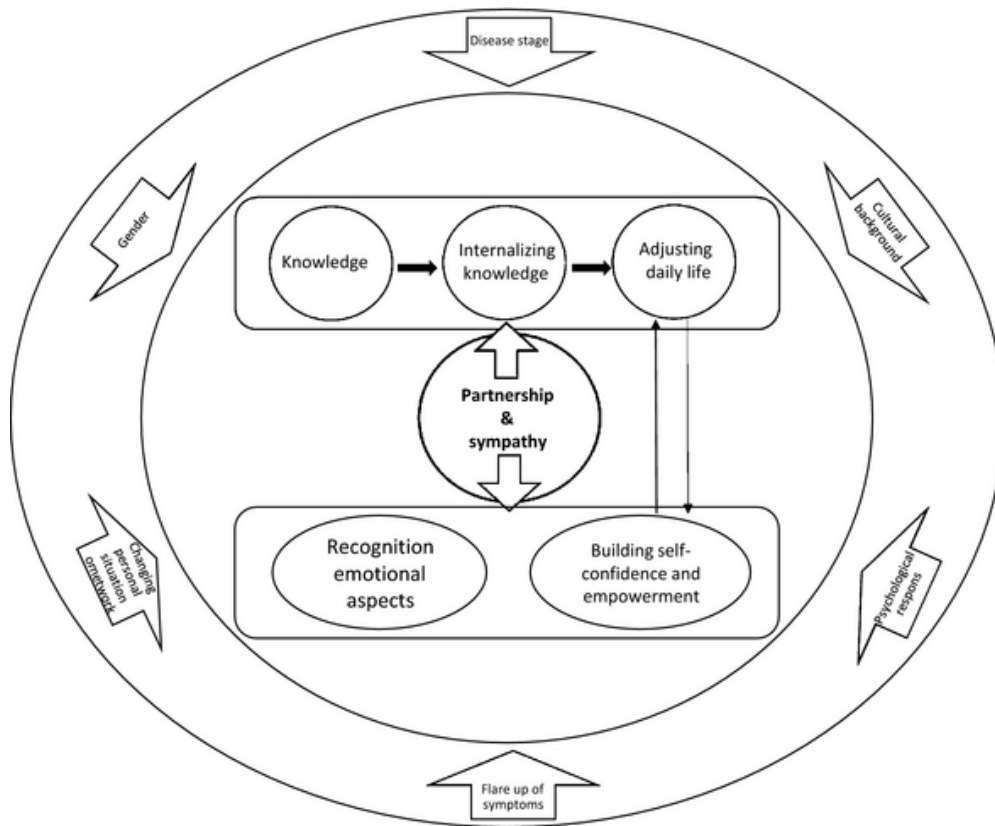 Disease stage
Gender
Cultural
background
Knowledge
Internalizing
knowledge
Adjusting
daily life
Partnership
&
sympathy
Recognition
emotional
aspects
Building self-
confidence and
empowerment
Changing
personal
situation
ornetwork
Psychological
respons
Flare up of
symptoms